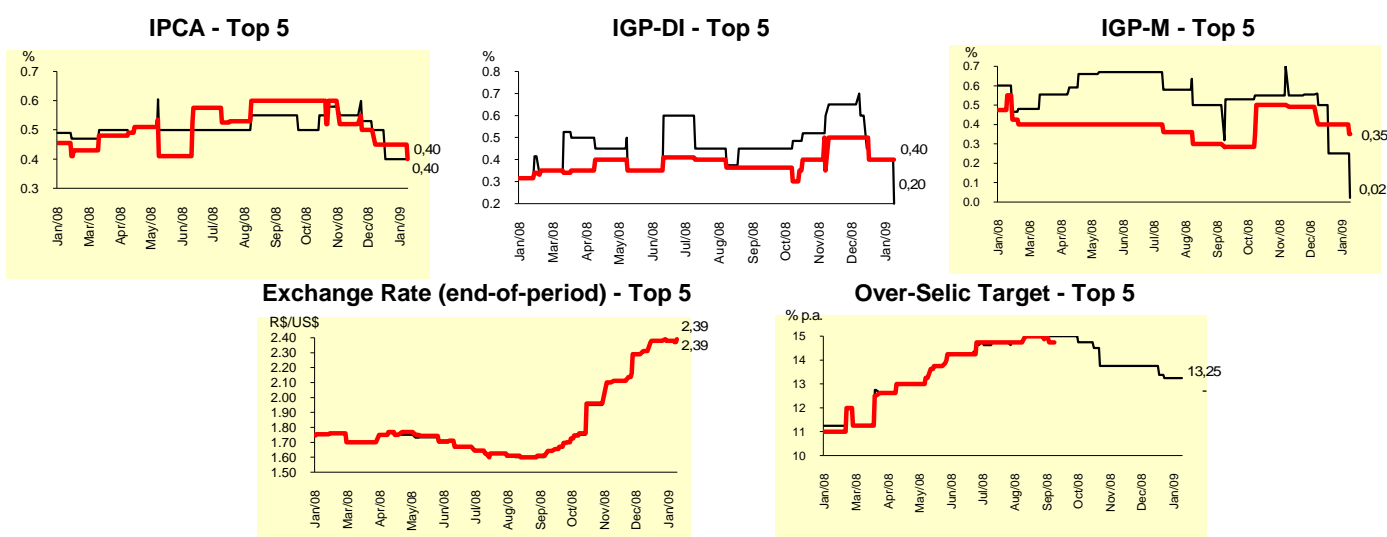 IPCA - Top 5
%
0.7
0.6
0.5
0.4
0.3
0,40
0,40
Jan/08
Mar/08
Apr/08
May/08
Jun/08
Jul/08
Aug/08
Sep/08
Oct/08
Nov/08
Dec/08
Jan/09
IGP-DI - Top 5
%
0.8
0.7
0.6
0.5
0.4
0.3
0.2
0,40
0,20
Jan/08
Mar/08
Apr/08
May/08
Jun/08
Jul/08
Aug/08
Sep/08
Oct/08
Nov/08
Dec/08
Jan/09
IGP-M - Top 5
%
0.7
0.6
0.5
0.4
0.3
0.2
0.1
0.0
0,35
0,02
Jan/08
Mar/08
Apr/08
May/08
Jun/08
Jul/08
Aug/08
Sep/08
Oct/08
Nov/08
Dec/08
Jan/09
Exchange Rate (end-of-period) - Top 5
R$/US$
2.40
2.30
2.20
2.10
2.00
1.90
1.80
1.70
1.60
1.50
2,39
2,39
Jan/08
Mar/08
Apr/08
May/08
Jun/08
Jul/08
Aug/08
Sep/08
Oct/08
Nov/08
Dec/08
Jan/09
Over-Selic Target - Top 5
% p.a.
15
14
13
12
11
10
13,25
-
Jan/08
Mar/08
Apr/08
May/08
Jun/08
Jul/08
Aug/08
Sep/08
Oct/08
Nov/08
Dec/08
Jan/09